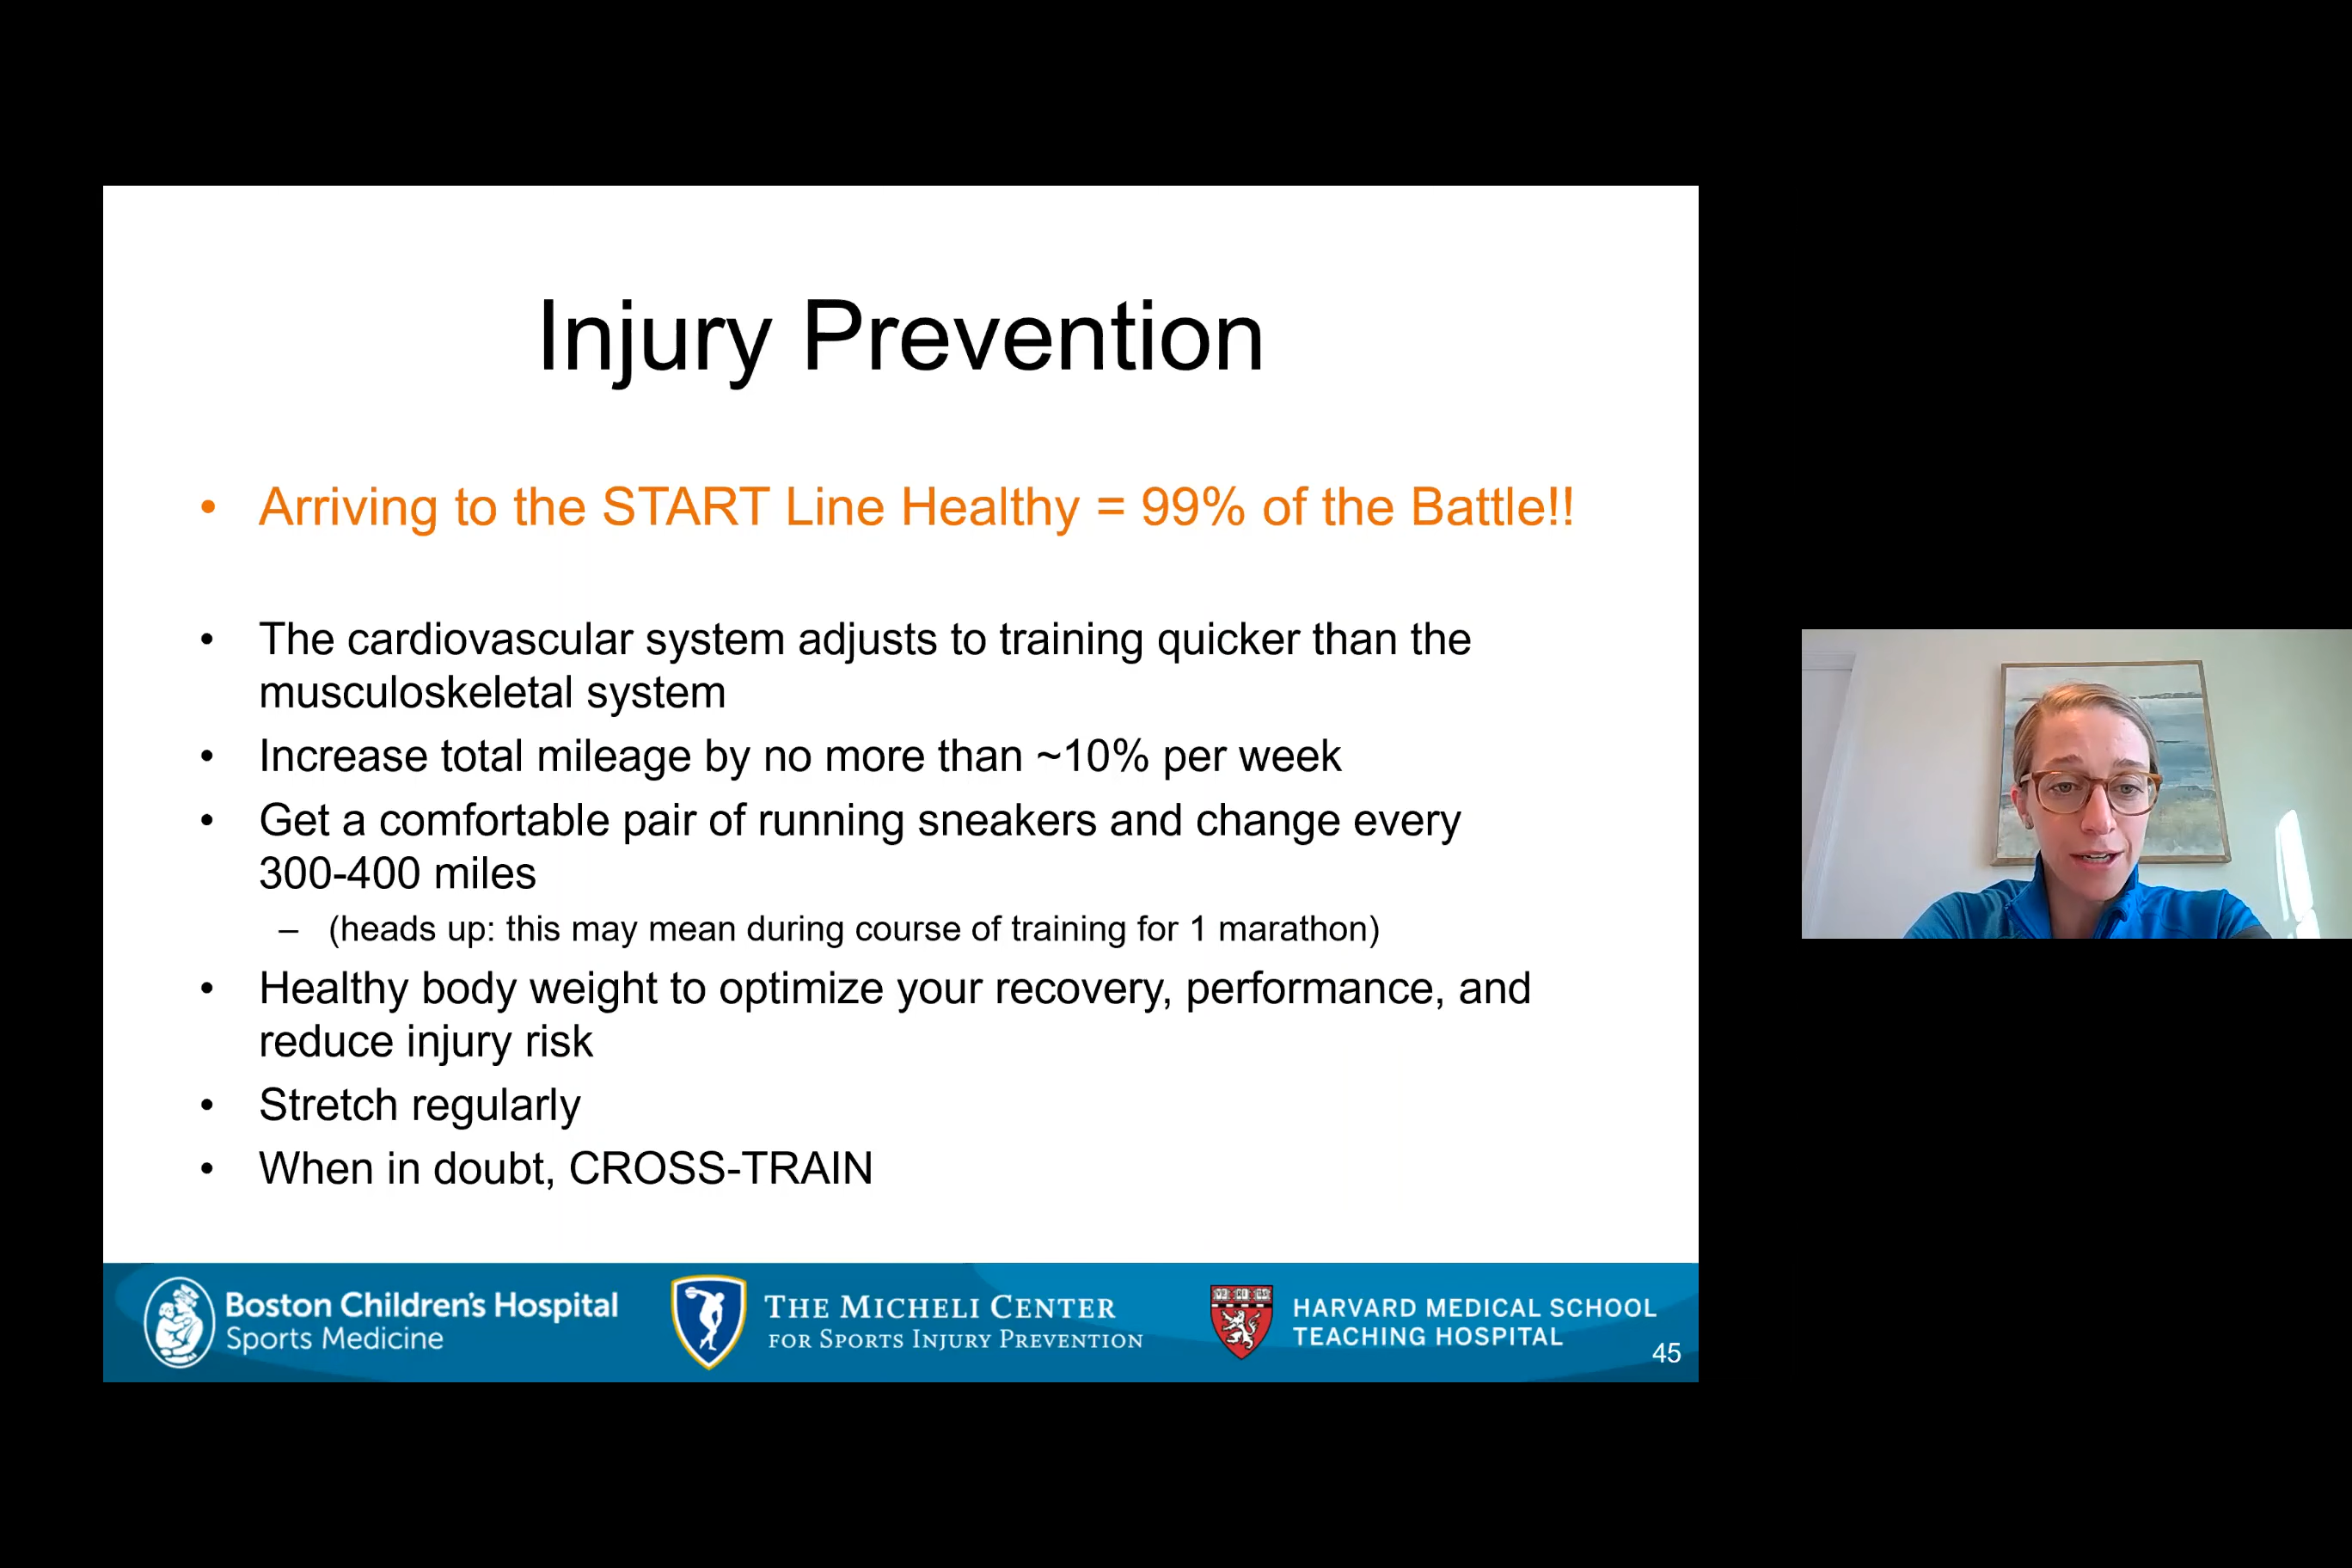 Injury Prevention
• Arriving to the START Line Healthy = 99% of the Battle!!
• The cardiovascular system adjusts to training quicker than the
musculoskeletal system
• Increase total mileage by no more than ~10% per week
• Get a comfortable pair of running sneakers and change every
300-400 miles
– (heads up: this may mean during course of training for 1 marathon)
• Healthy body weight to optimize your recovery, performance, and
reduce injury risk
• Stretch regularly
• When in doubt, CROSS-TRAIN
Boston Children's Hospital
Sports Medicine
THE MICHELI CENTER
FOR SPORTS INJURY PREVENTION
HARVARD MEDICAL SCHOOL
TEACHING HOSPITAL
45